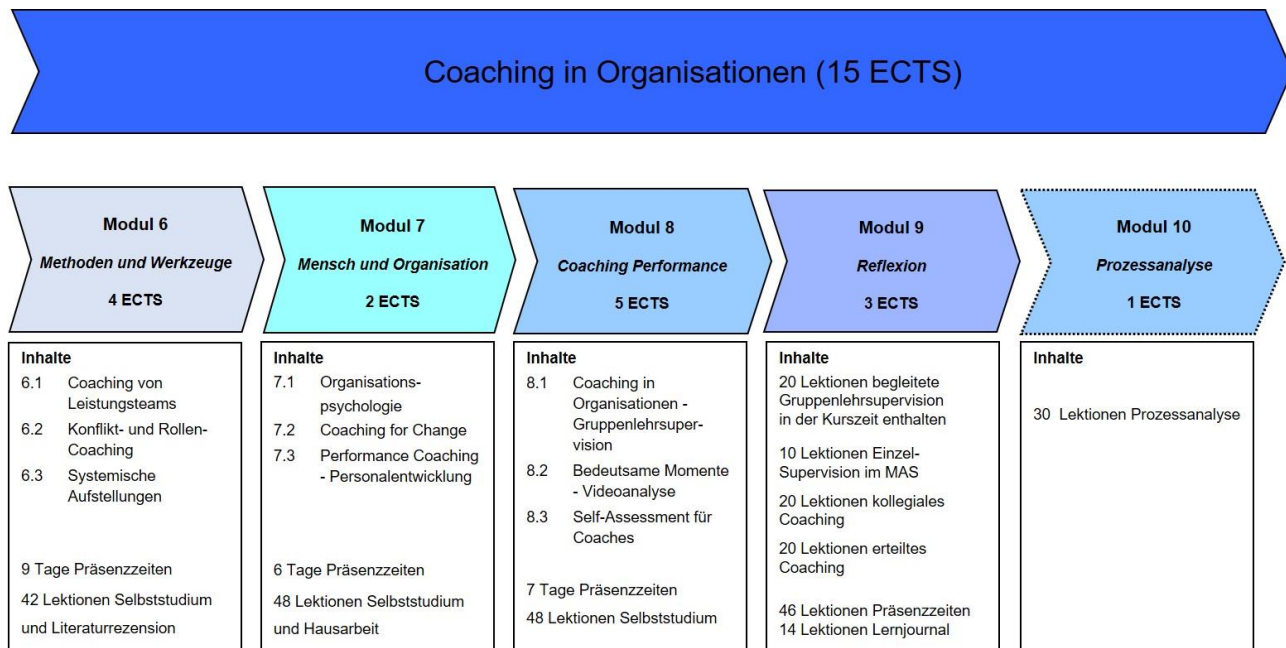 Coaching in Organisationen (15 ECTS)
Modul 6
Methoden und Werkzeuge
4 ECTS
Modul 7
Mensch und Organisation
2 ECTS
Modul 8
Coaching Performance
5 ECTS
Modul 9
Reflexion
3 ECTS
Modul 10
Prozessanalyse
1 ECTS
Inhalte
6.1 Coaching von
Leistungsteams
6.2 Konflikt- und Rollen-
Coaching
6.3 Systemische
Aufstellungen
9 Tage Präsenzzeiten
42 Lektionen Selbststudium
und Literaturrezension
Inhalte
7.1 Organisations-
psychologie
7.2 Coaching for Change
7.3 Performance Coaching
- Personalentwicklung
6 Tage Präsenzzeiten
48 Lektionen Selbststudium
und Hausarbeit
Inhalte
8.1 Coaching in
Organisationen -
Gruppenlehrsuper-
vision
8.2 Bedeutsame Momente
- Videoanalyse
8.3 Self-Assessment für
Coaches
7 Tage Präsenzzeiten
48 Lektionen Selbststudium
Inhalte
20 Lektionen begleitete
Gruppenlehrsupervision
in der Kurszeit enthalten
10 Lektionen Einzel-
Supervision im MAS
20 Lektionen kollegiales
Coaching
20 Lektionen erteiltes
Coaching
46 Lektionen Präsenzzeiten
14 Lektionen Lernjournal
Inhalte
30 Lektionen Prozessanalyse